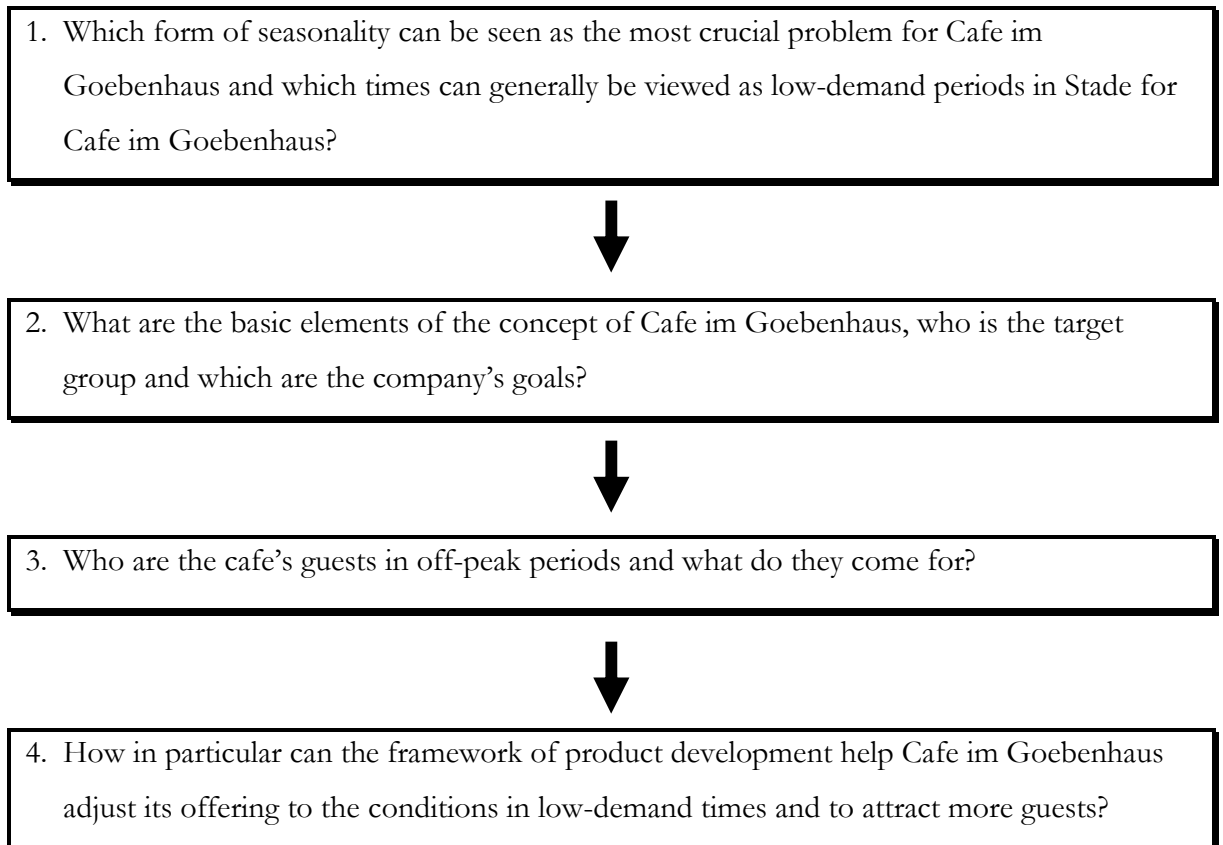 1. Which form of seasonality can be seen as the most crucial problem for Cafe im
Goebenhaus and which times can generally be viewed as low-demand periods in Stade for
Cafe im Goebenhaus?
2. What are the basic elements of the concept of Cafe im Goebenhaus, who is the target
group and which are the company’s goals?
3. Who are the cafe’s guests in off-peak periods and what do they come for?
4. How in particular can the framework of product development help Cafe im Goebenhaus
adjust its offering to the conditions in low-demand times and to attract more guests?